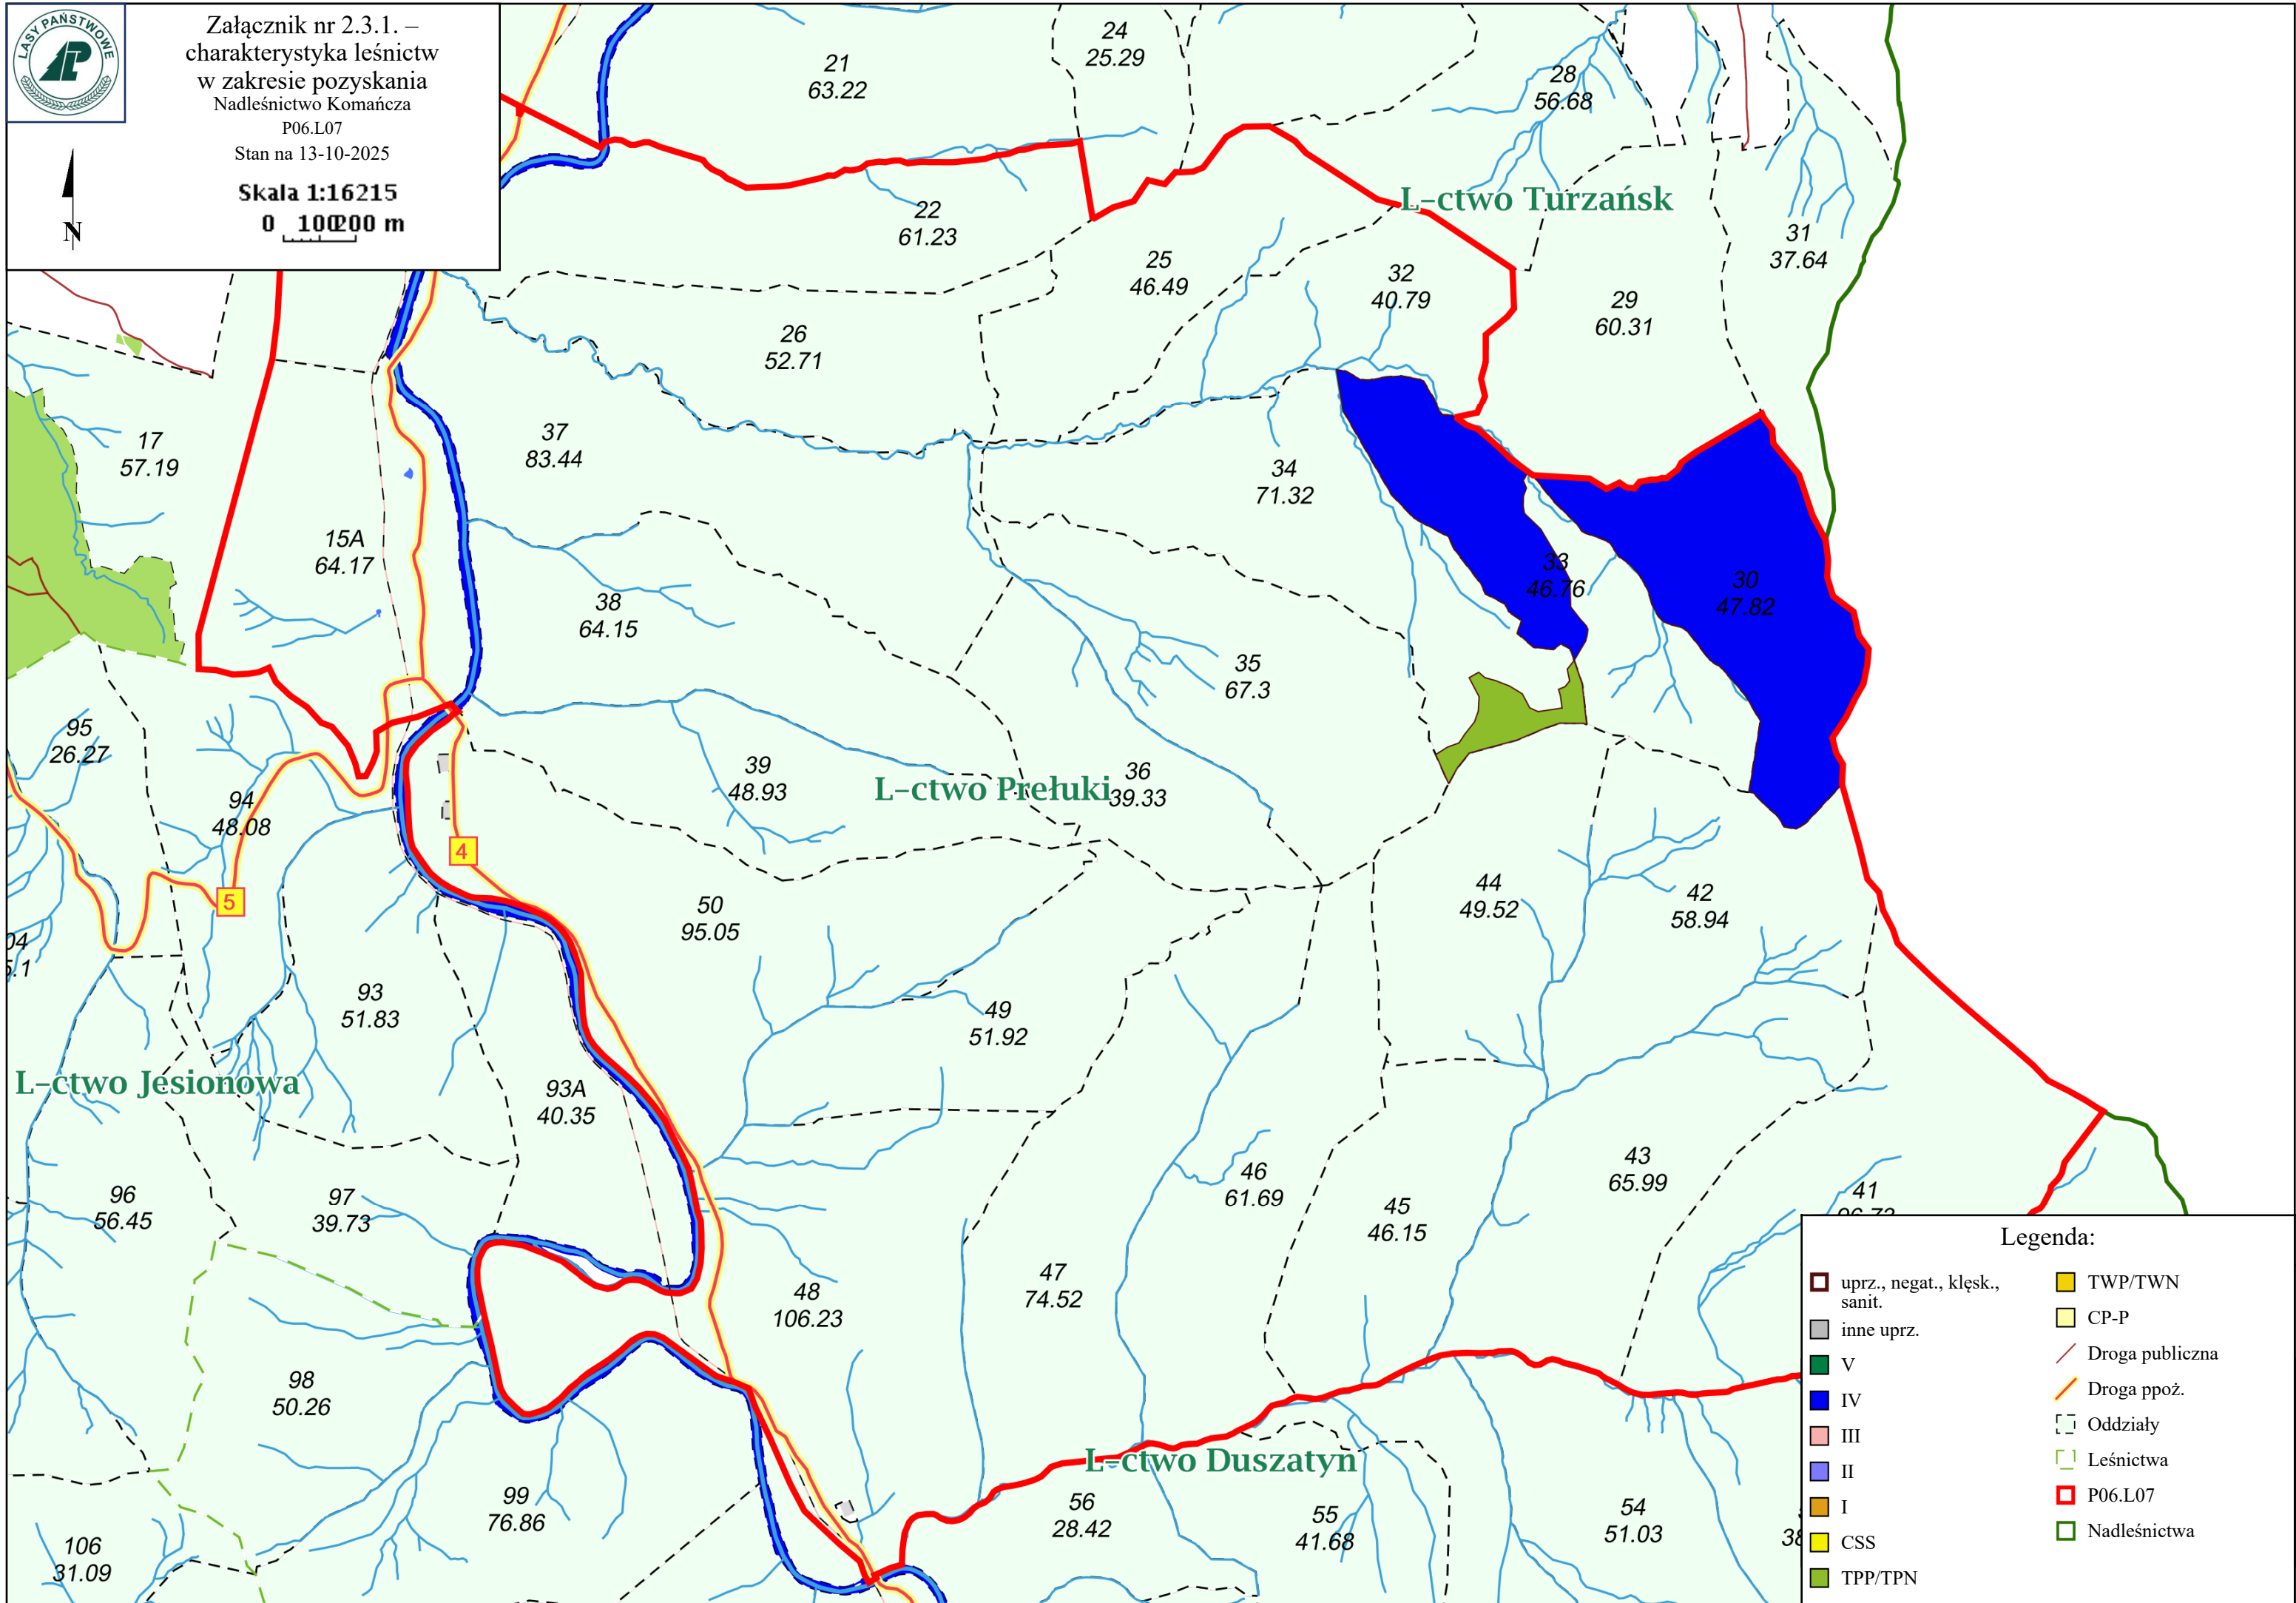 LASY PAŃSTWOWE
Załącznik nr 2.3.1. –
charakterystyka leśnictw
w zakresie pozyskania
Nadleśnictwo Komańcza
P06.L07
Stan na 13-10-2025
Skala 1:16215
0 100 200 m
N
21
63.22
24
25.29
28
56.68
L-ctwo Turzańsk
22
61.23
31
37.64
25
46.49
32
40.79
29
60.31
26
52.71
17
57.19
37
83.44
34
71.32
15A
64.17
33
46.76
30
47.82
38
64.15
35
67.3
95
26.27
39
48.93
L-ctwo Prełuki
36
39.33
94
48.08
4
5
44
49.52
42
58.94
50
95.05
93
51.83
49
51.92
L-ctwo Jesionowa
93A
40.35
96
56.45
97
39.73
46
61.69
45
46.15
43
65.99
41
48
106.23
47
74.52
98
50.26
L-ctwo Duszatyn
99
76.86
56
28.42
55
41.68
54
51.03
38
106
31.09
Legenda:
uprz., negat., klęsk.,
sanit.
inne uprz.
V
IV
III
II
I
CSS
TPP/TPN
TWP/TWN
CP-P
Droga publiczna
Droga ppoż.
Oddziały
Leśnictwa
P06.L07
Nadleśnictwa